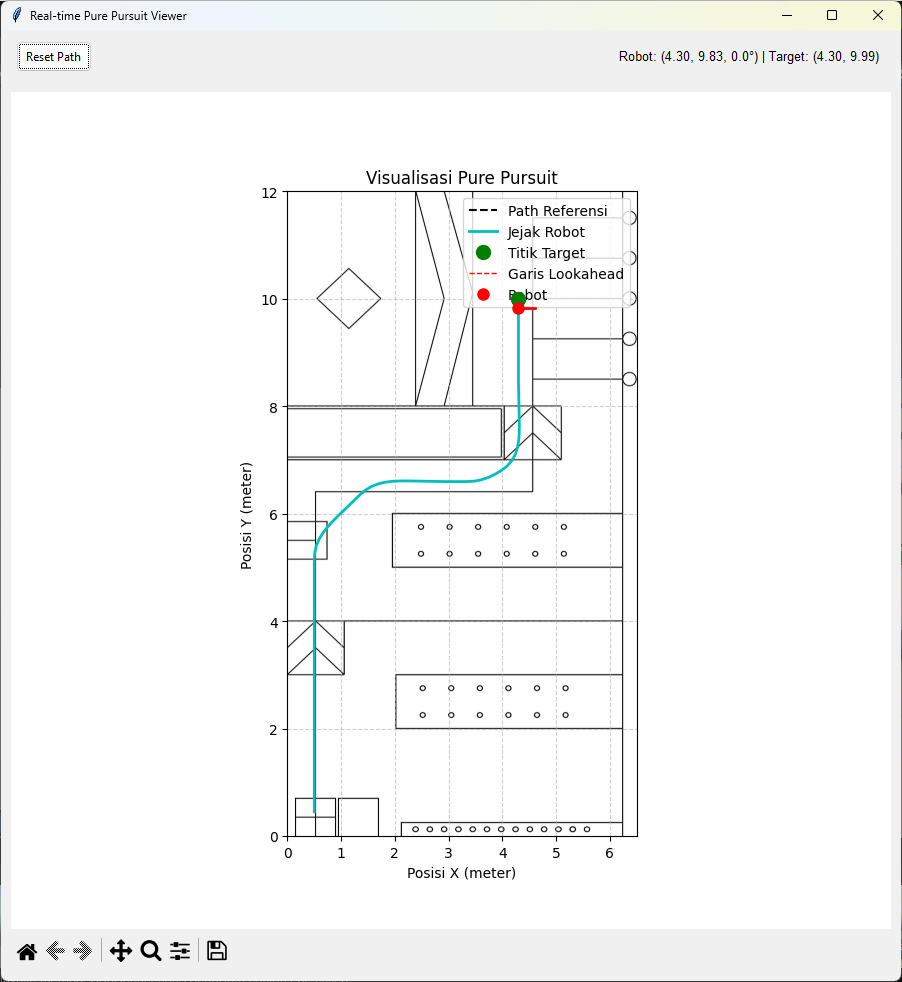 Real-time Pure Pursuit Viewer
Reset Path
Robot: (4.30, 9.83, 0.0°) | Target: (4.30, 9.99)
Visualisasi Pure Pursuit
Path Referensi
Jejak Robot
Titik Target
Garis Lookahead
Robot
12
10
8
6
4
2
0
Posisi Y (meter)
0 1 2 3 4 5 6
Posisi X (meter)